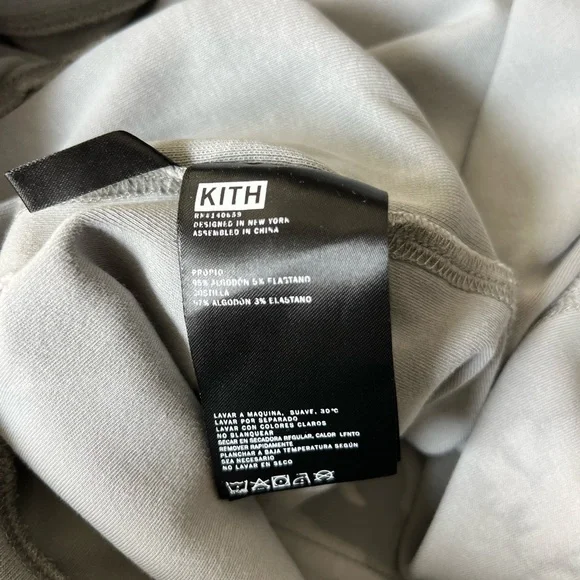 KITH
RN#140659
DESIGNED IN NEW YORK
ASSEMBLED IN CHINA
PROPIO
95% ALGODÓN 5% ELASTANO
COSTILLA
97% ALGODÓN 3% ELASTANO
LAVAR A MAQUINA, SUAVE, 30°C
LAVAR POR SEPARADO
LAVAR CON COLORES CLAROS
NO BLANQUEAR
SECAR EN SECADORA REGULAR, CALOR LENTO
REMOVER RAPIDAMENTE
PLANCHAR A BAJA TEMPERATURA SEGÚN
SEA NECESARIO
NO LAVAR EN SECO